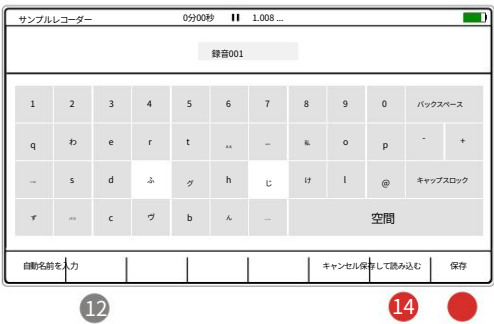 サンプルレコーダー 0分00秒 1.008 ...
録音001
1 2 3 4 5 6 7 8 9 0 バックスペース
q わ e r t 私 o p - +
s d ふ グ h じ け l @ キャップスロック
ず c ヴ b ん 空間
自動名前を入力 キャンセル保存して読み込む 保存
12 14